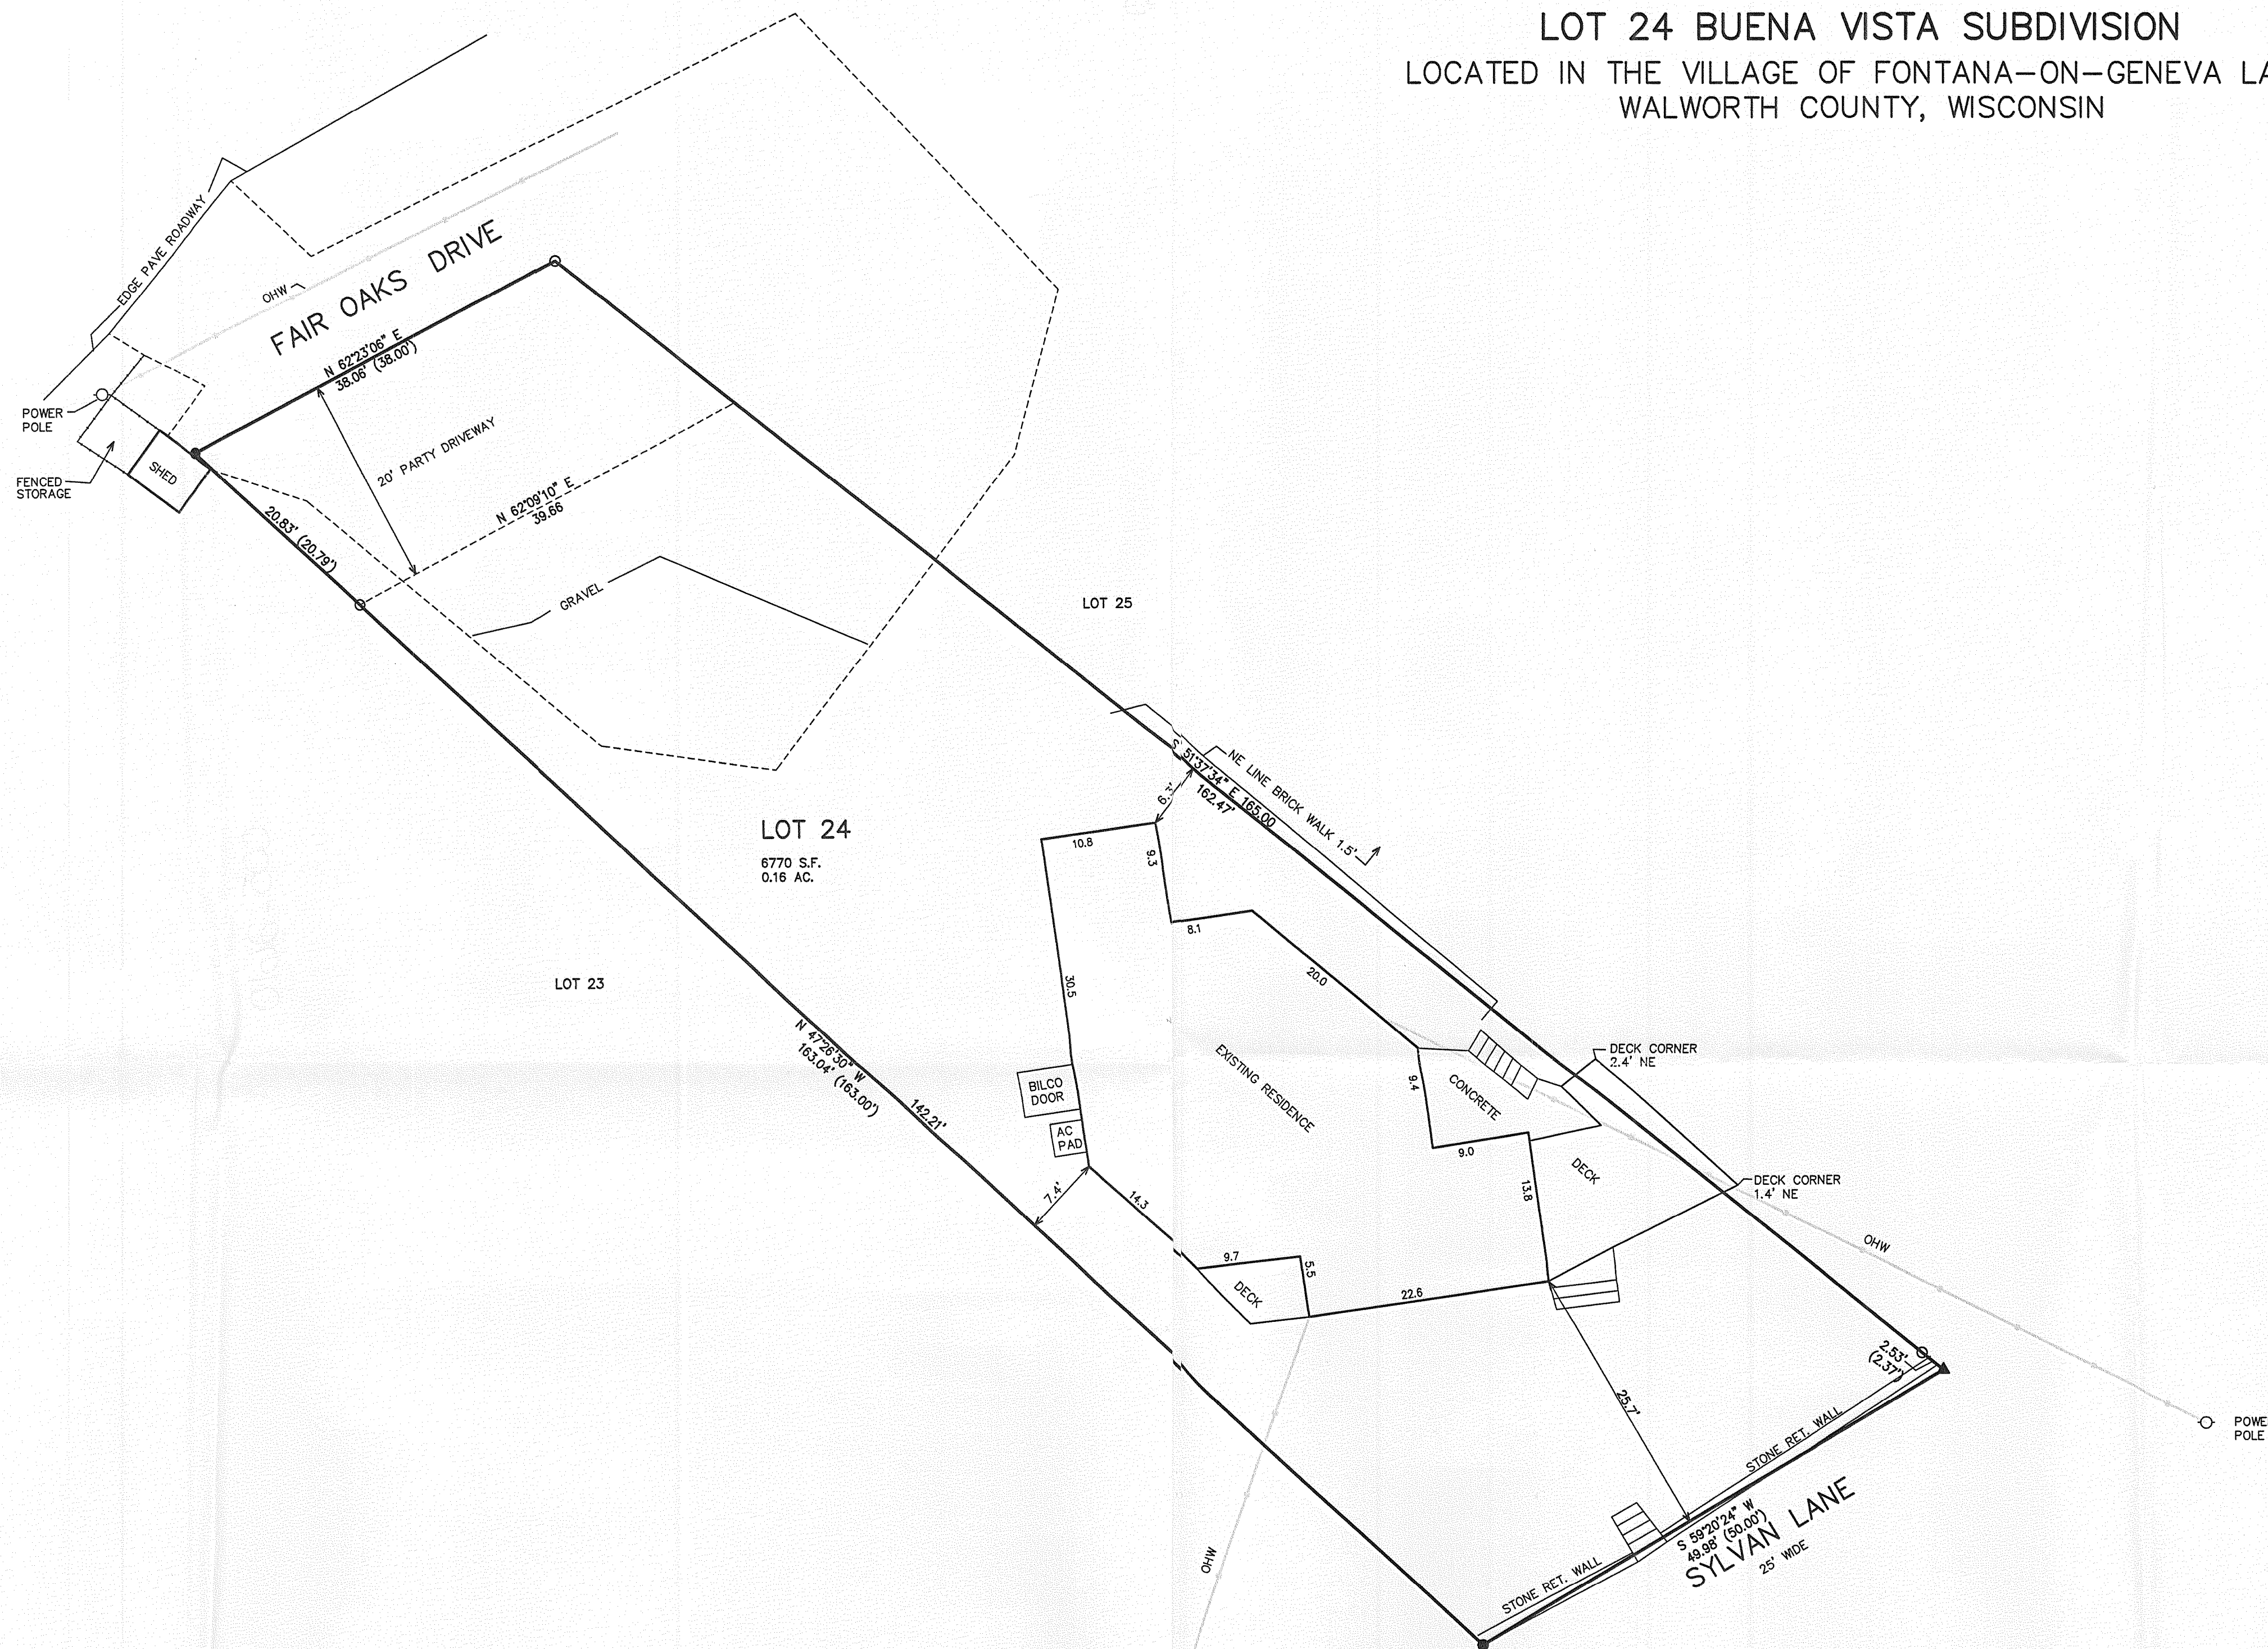 LOT 24 BUENA VISTA SUBDIVISION
LOCATED IN THE VILLAGE OF FONTANA-ON-GENEVA LA
WALWORTH COUNTY, WISCONSIN
EDGE PAVE ROADWAY
OHW
FAIR OAKS DRIVE
N 62°23'06" E
38.06' (38.00')
POWER
POLE
FENCED
STORAGE
SHED
20' PARTY DRIVEWAY
N 62°09'10" E
39.66
20.83' (20.79')
GRAVEL
LOT 25
S 51°37'34" E 165.00
162.47'
NE LINE BRICK WALK 1.5'
6.3'
LOT 24
6770 S.F.
0.16 AC.
10.8
9.3
8.1
20.0
30.5
LOT 23
N 47°26'30" W
163.04' (163.00')
142.21'
EXISTING RESIDENCE
BILCO
DOOR
AC
PAD
9.4
CONCRETE
9.0
DECK CORNER
2.4' NE
DECK
13.8
DECK CORNER
1.4' NE
7.4'
14.3
9.7
5.5
DECK
22.6
OHW
25.7'
2.53'
(2.37')
POWE
POLE
STONE RET. WALL
S 59°20'24" W
49.98' (50.00')
SYLVAN LANE
25' WIDE
STONE RET. WALL
OHW